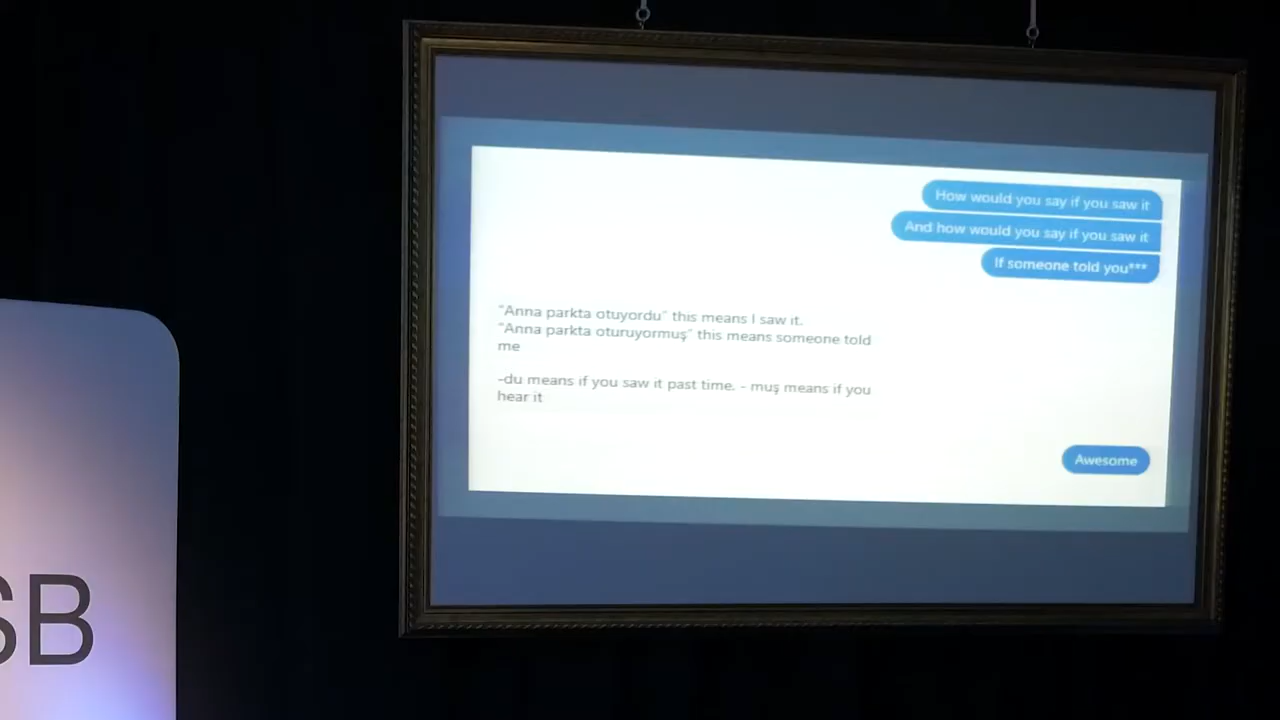 How would you say if you saw it
And how would you say if you saw it
If someone told you***
"Anna parkta otuyordu" this means I saw it.
"Anna parkta oturuyormuş" this means someone told
me
-du means if you saw it past time. - muş means if you
hear it
Awesome
SB